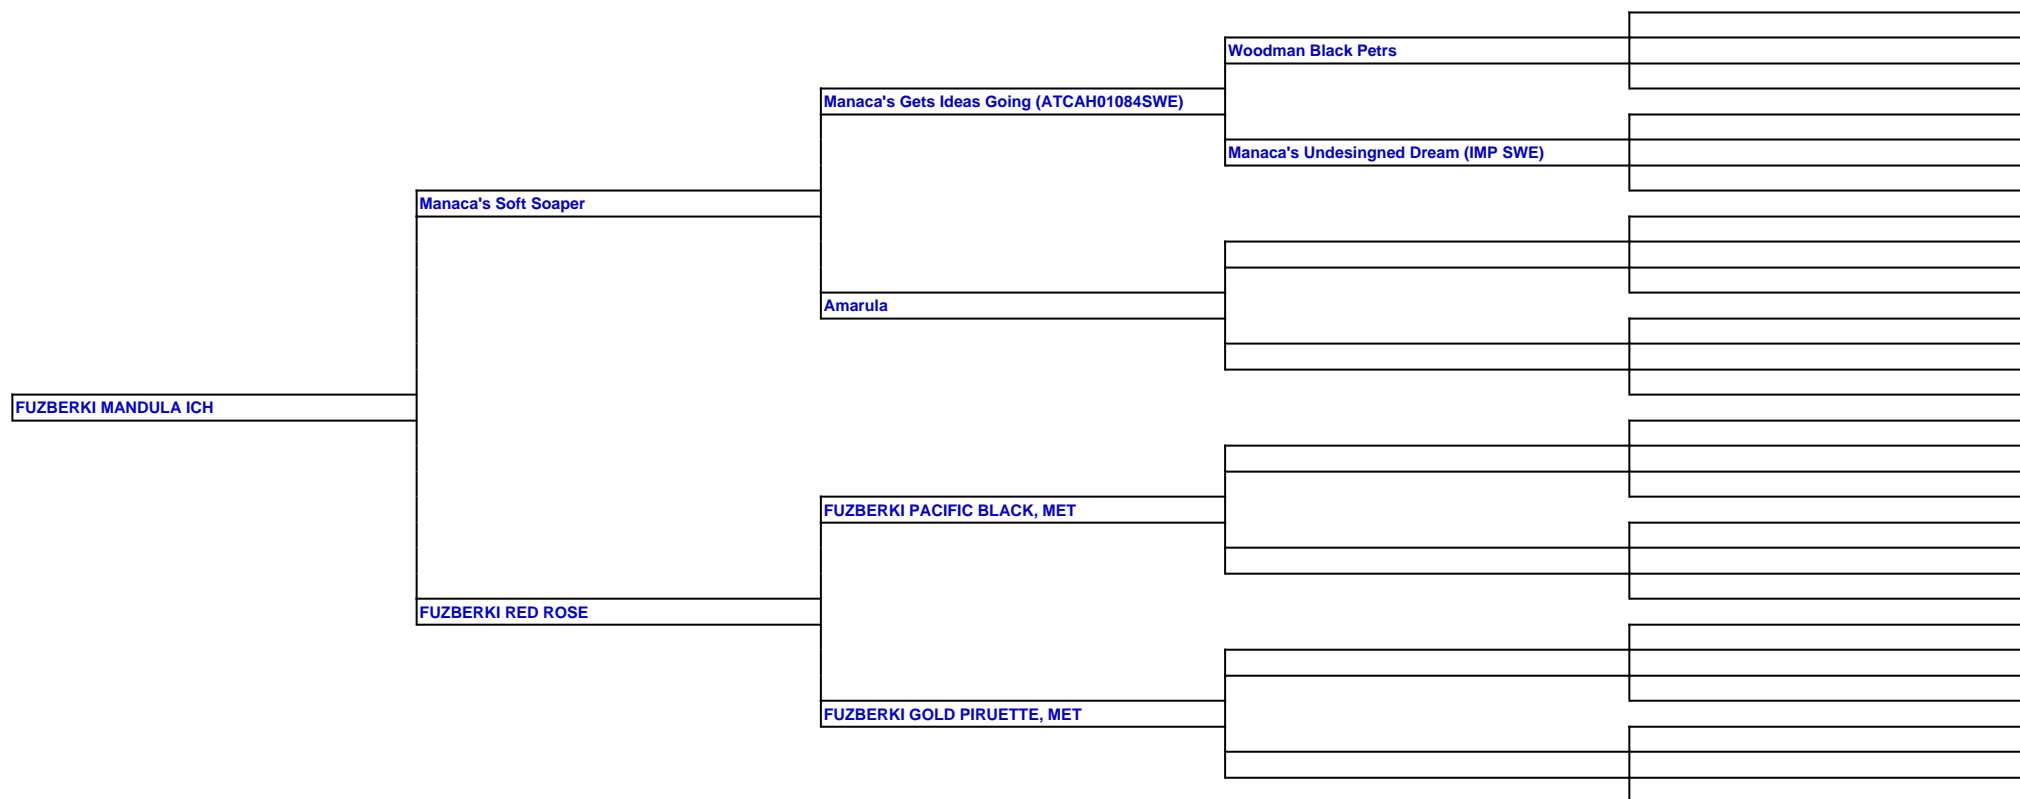 Woodman Black Petrs
Manaca's Gets Ideas Going (ATCAH01084SWE)
Manaca's Undesingned Dream (IMP SWE)
Manaca's Soft Soaper
Amarula
FUZBERKI MANDULA ICH
FUZBERKI PACIFIC BLACK, MET
FUZBERKI RED ROSE
FUZBERKI GOLD PIRUETTE, MET